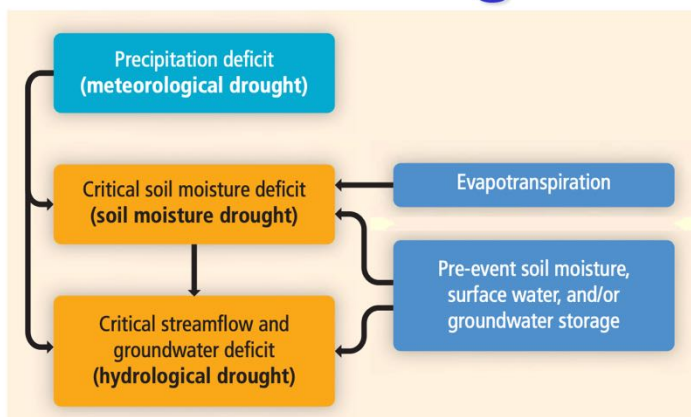 Precipitation deficit
(meteorological drought)
Critical soil moisture deficit
(soil moisture drought)
Evapotranspiration
Pre-event soil moisture,
surface water, and/or
groundwater storage
Critical streamflow and
groundwater deficit
(hydrological drought)